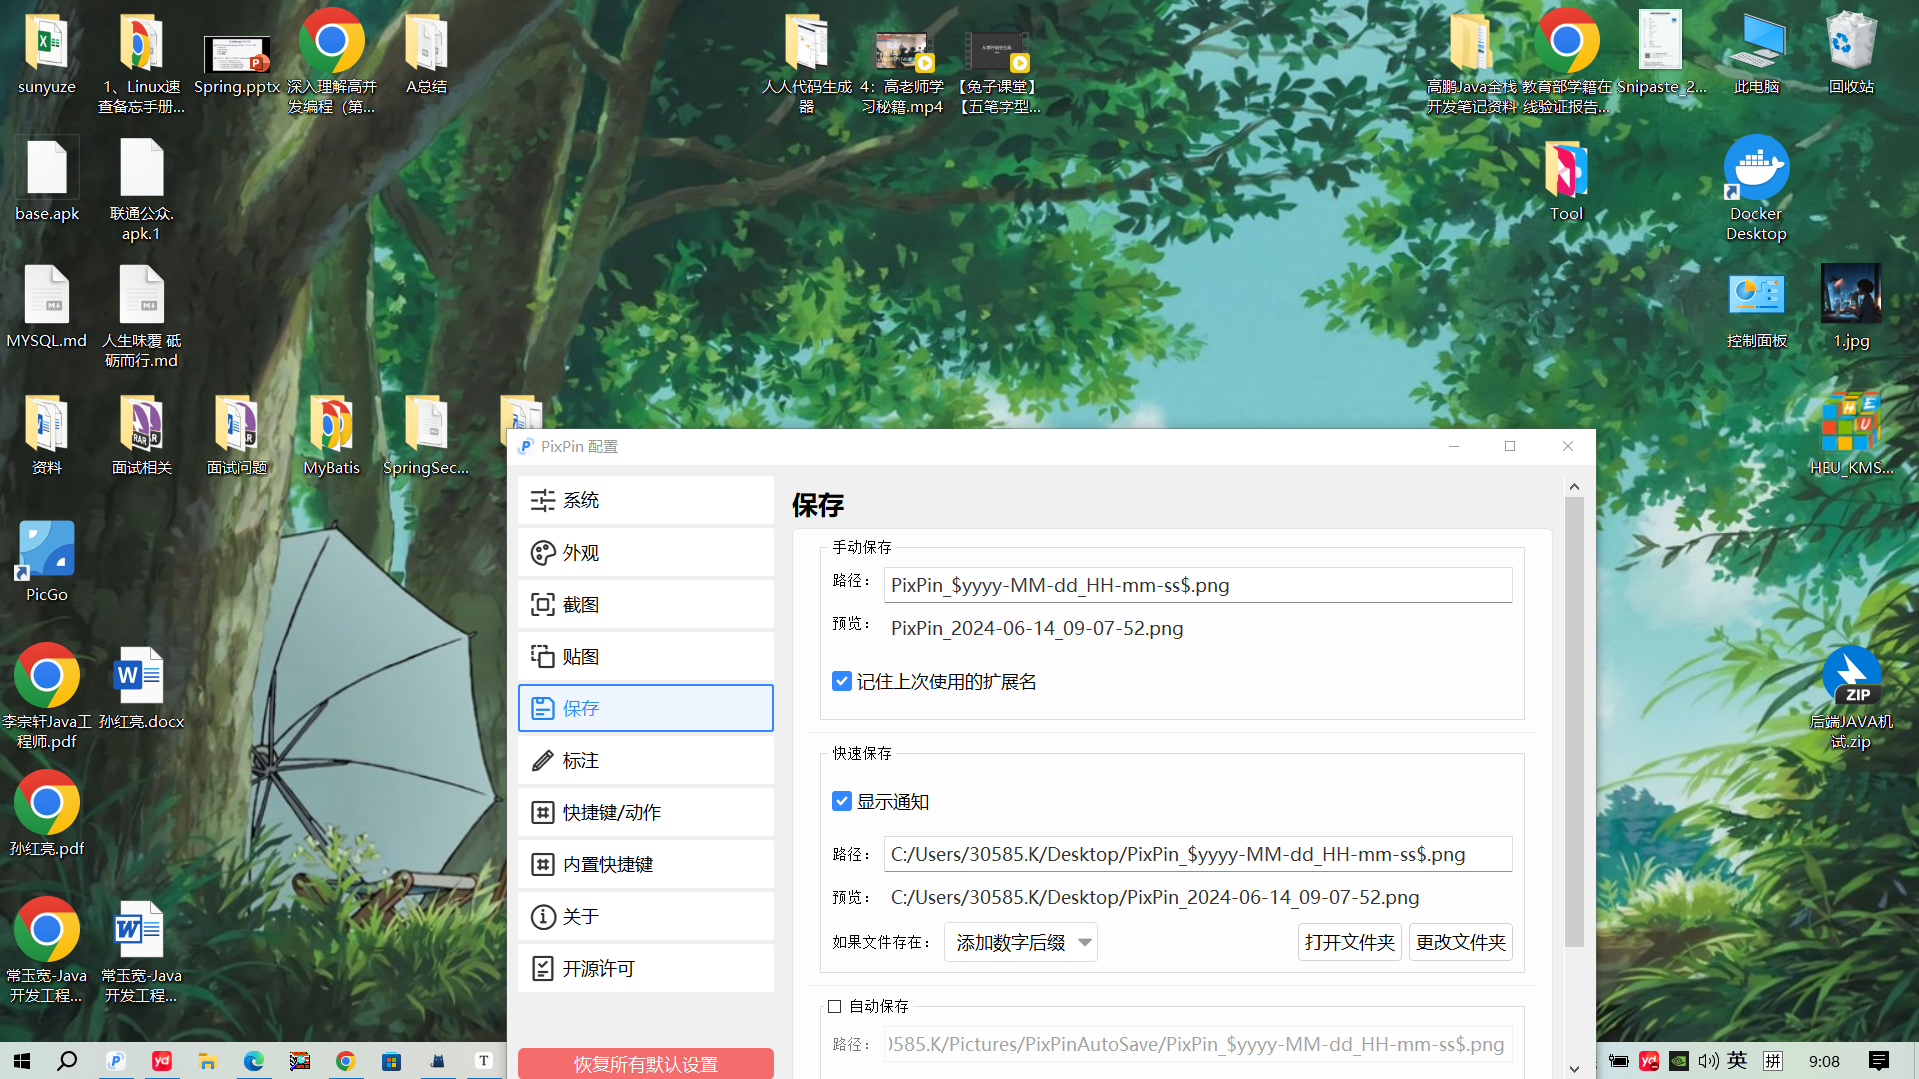 sunyuze
1、Linux速
查备忘手册...
Spring.pptx
深入理解高并
发编程（第...
A总结
人人代码生成
器
4：高老师学
习秘籍.mp4
【兔子课堂】
【五笔字型...
高鹏Java全栈
开发笔记资料
教育部学籍在
线验证报告...
Snipaste_2...
此电脑
回收站
base.apk
联通公众.
apk.1
Tool
Docker
Desktop
MYSQL.md
人生味覆 砥
砺而行.md
控制面板
1.jpg
资料
面试相关
面试问题
MyBatis
SpringSec...
HEU_KMS...
PicGo
李宗轩Java工
程师.pdf
孙红亮.docx
后端JAVA机
试.zip
孙红亮.pdf
常玉宽-Java
开发工程...
常玉宽-Java
开发工程...
PixPin 配置
系统
外观
截图
贴图
保存
标注
快捷键/动作
内置快捷键
关于
开源许可
恢复所有默认设置
保存
手动保存
路径：
PixPin_$yyyy-MM-dd_HH-mm-ss$.png
预览：
PixPin_2024-06-14_09-07-52.png
记住上次使用的扩展名
快速保存
显示通知
路径：
C:/Users/30585.K/Desktop/PixPin_$yyyy-MM-dd_HH-mm-ss$.png
预览：
C:/Users/30585.K/Desktop/PixPin_2024-06-14_09-07-52.png
如果文件存在：
添加数字后缀
打开文件夹
更改文件夹
自动保存
路径：
585.K/Pictures/PixPinAutoSave/PixPin_$yyyy-MM-dd_HH-mm-ss$.png
英
拼
9:08